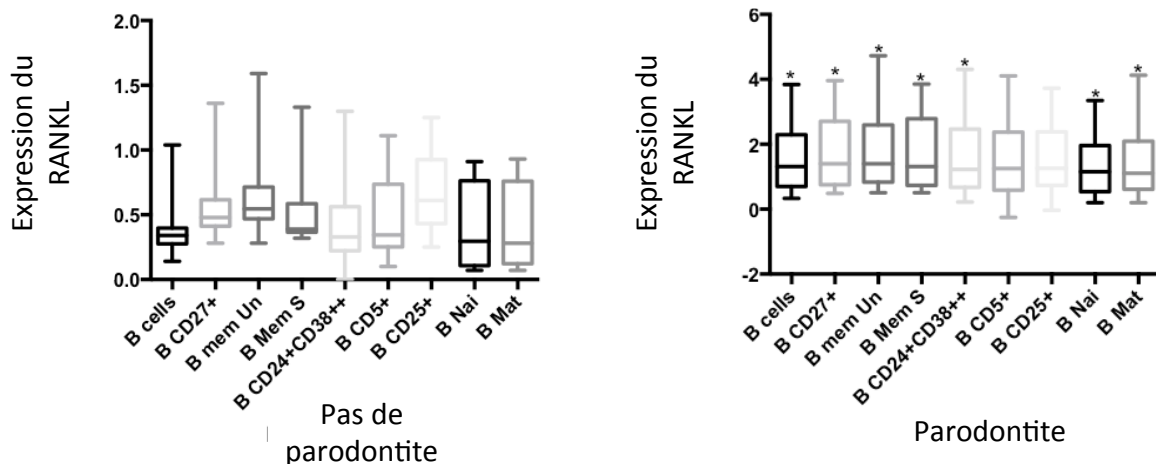 Expression du
RANKL
2.0
1.5
1.0
0.5
0.0
B cells
B CD27+
B mem Un
B Mem S
B CD24+CD38++
B CD5+
B CD25+
B Nai
B Mat
Pas de
parodontite
Expression du
RANKL
6
4
2
0
-2
* * * * * * *
B cells
B CD27+
B mem Un
B Mem S
B CD24+CD38++
B CD5+
B CD25+
B Nai
B Mat
Parodontite